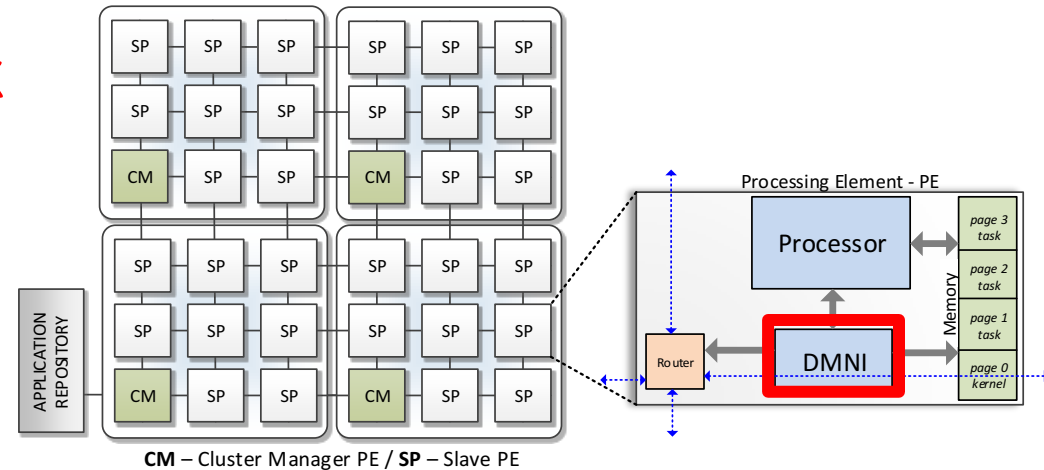 SP SP SP SP SP SP
SP SP SP SP SP SP
CM SP SP CM SP SP
SP SP SP SP SP SP
SP SP SP SP SP SP
CM SP SP CM SP SP
APPLICATION
REPOSITORY
CM – Cluster Manager PE / SP – Slave PE
Processing Element - PE
Processor
DMNI
Router
Memory
page 3
task
page 2
task
page 1
task
page 0
kernel